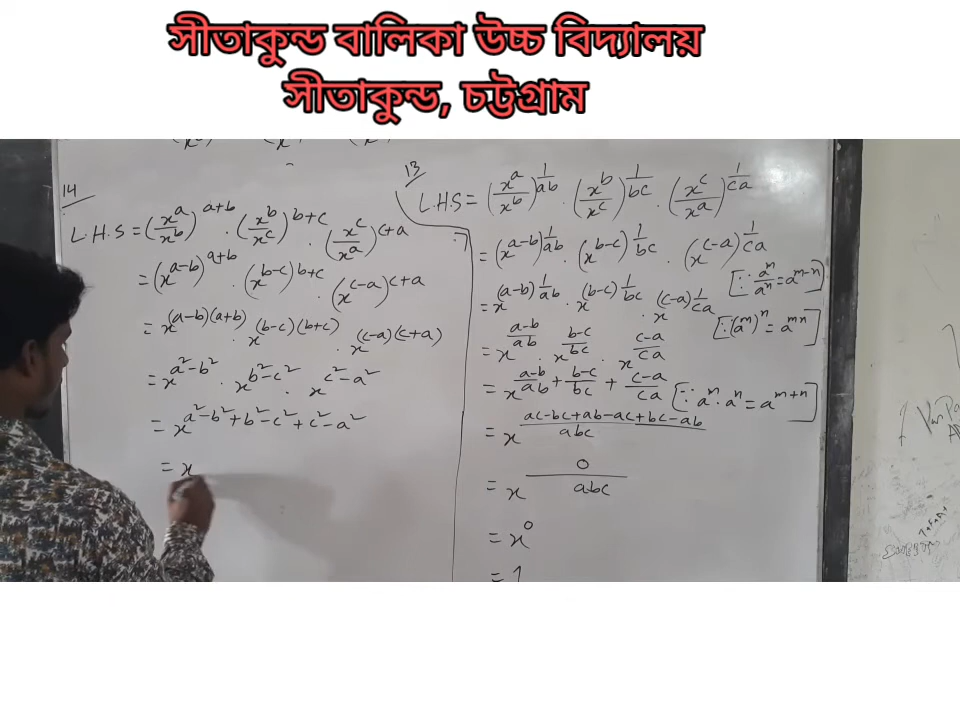 সীতাকুন্ড বালিকা উচ্চ বিদ্যালয়
সীতাকুন্ড, চট্টগ্রাম
14
L.H.S = (x^a/x^b)^(a+b) · (x^b/x^c)^(b+c) · (x^c/x^a)^(c+a)
= (x^(a-b))^(a+b) · (x^(b-c))^(b+c) · (x^(c-a))^(c+a)
= x^((a-b)(a+b)) · x^((b-c)(b+c)) · x^((c-a)(c+a))
= x^(a²-b²) · x^(b²-c²) · x^(c²-a²)
= x^(a²-b²+b²-c²+c²-a²)
= x
13
L.H.S = (x^a/x^b)^(1/ab) · (x^b/x^c)^(1/bc) · (x^c/x^a)^(1/ca)
= (x^(a-b))^(1/ab) · (x^(b-c))^(1/bc) · (x^(c-a))^(1/ca)
[∵ a^m/a^n = a^(m-n)]
= x^((a-b)1/ab) · x^((b-c)1/bc) · x^((c-a)1/ca)
[∵ (a^m)^n = a^(mn)]
= x^((a-b)/ab) · x^((b-c)/bc) · x^((c-a)/ca)
= x^((a-b)/ab + (b-c)/bc + (c-a)/ca) [∵ a^m · a^n = a^(m+n)]
= x^((ac-bc+ab-ac+bc-ab)/abc)
= x^(0/abc)
= x^0
= 1